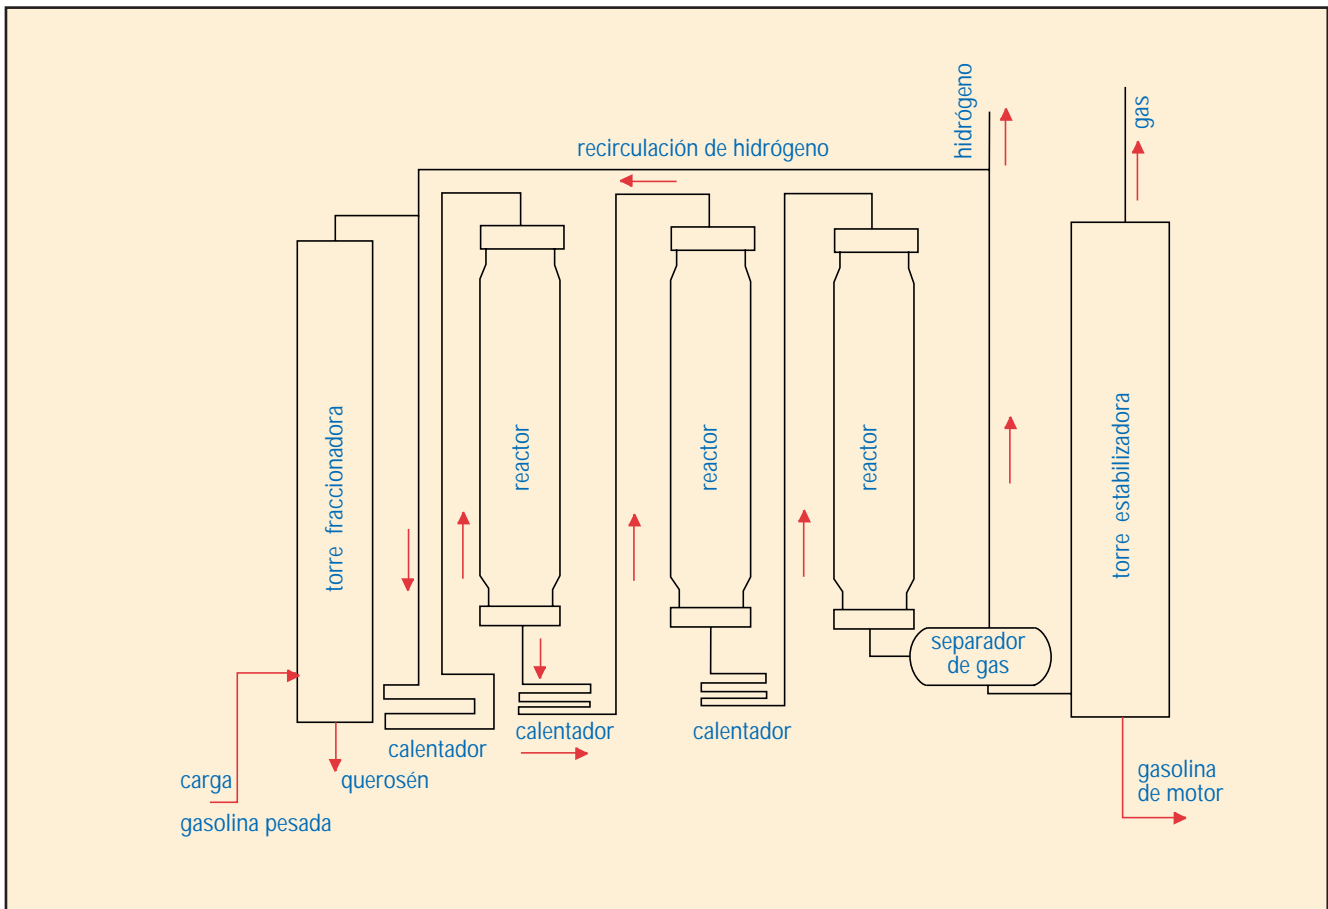 hidrógeno
gas
recirculación de hidrógeno
torre fraccionadora
reactor
reactor
reactor
torre estabilizadora
separador
de gas
calentador
calentador
calentador
carga
gasolina pesada
querosén
gasolina
de motor